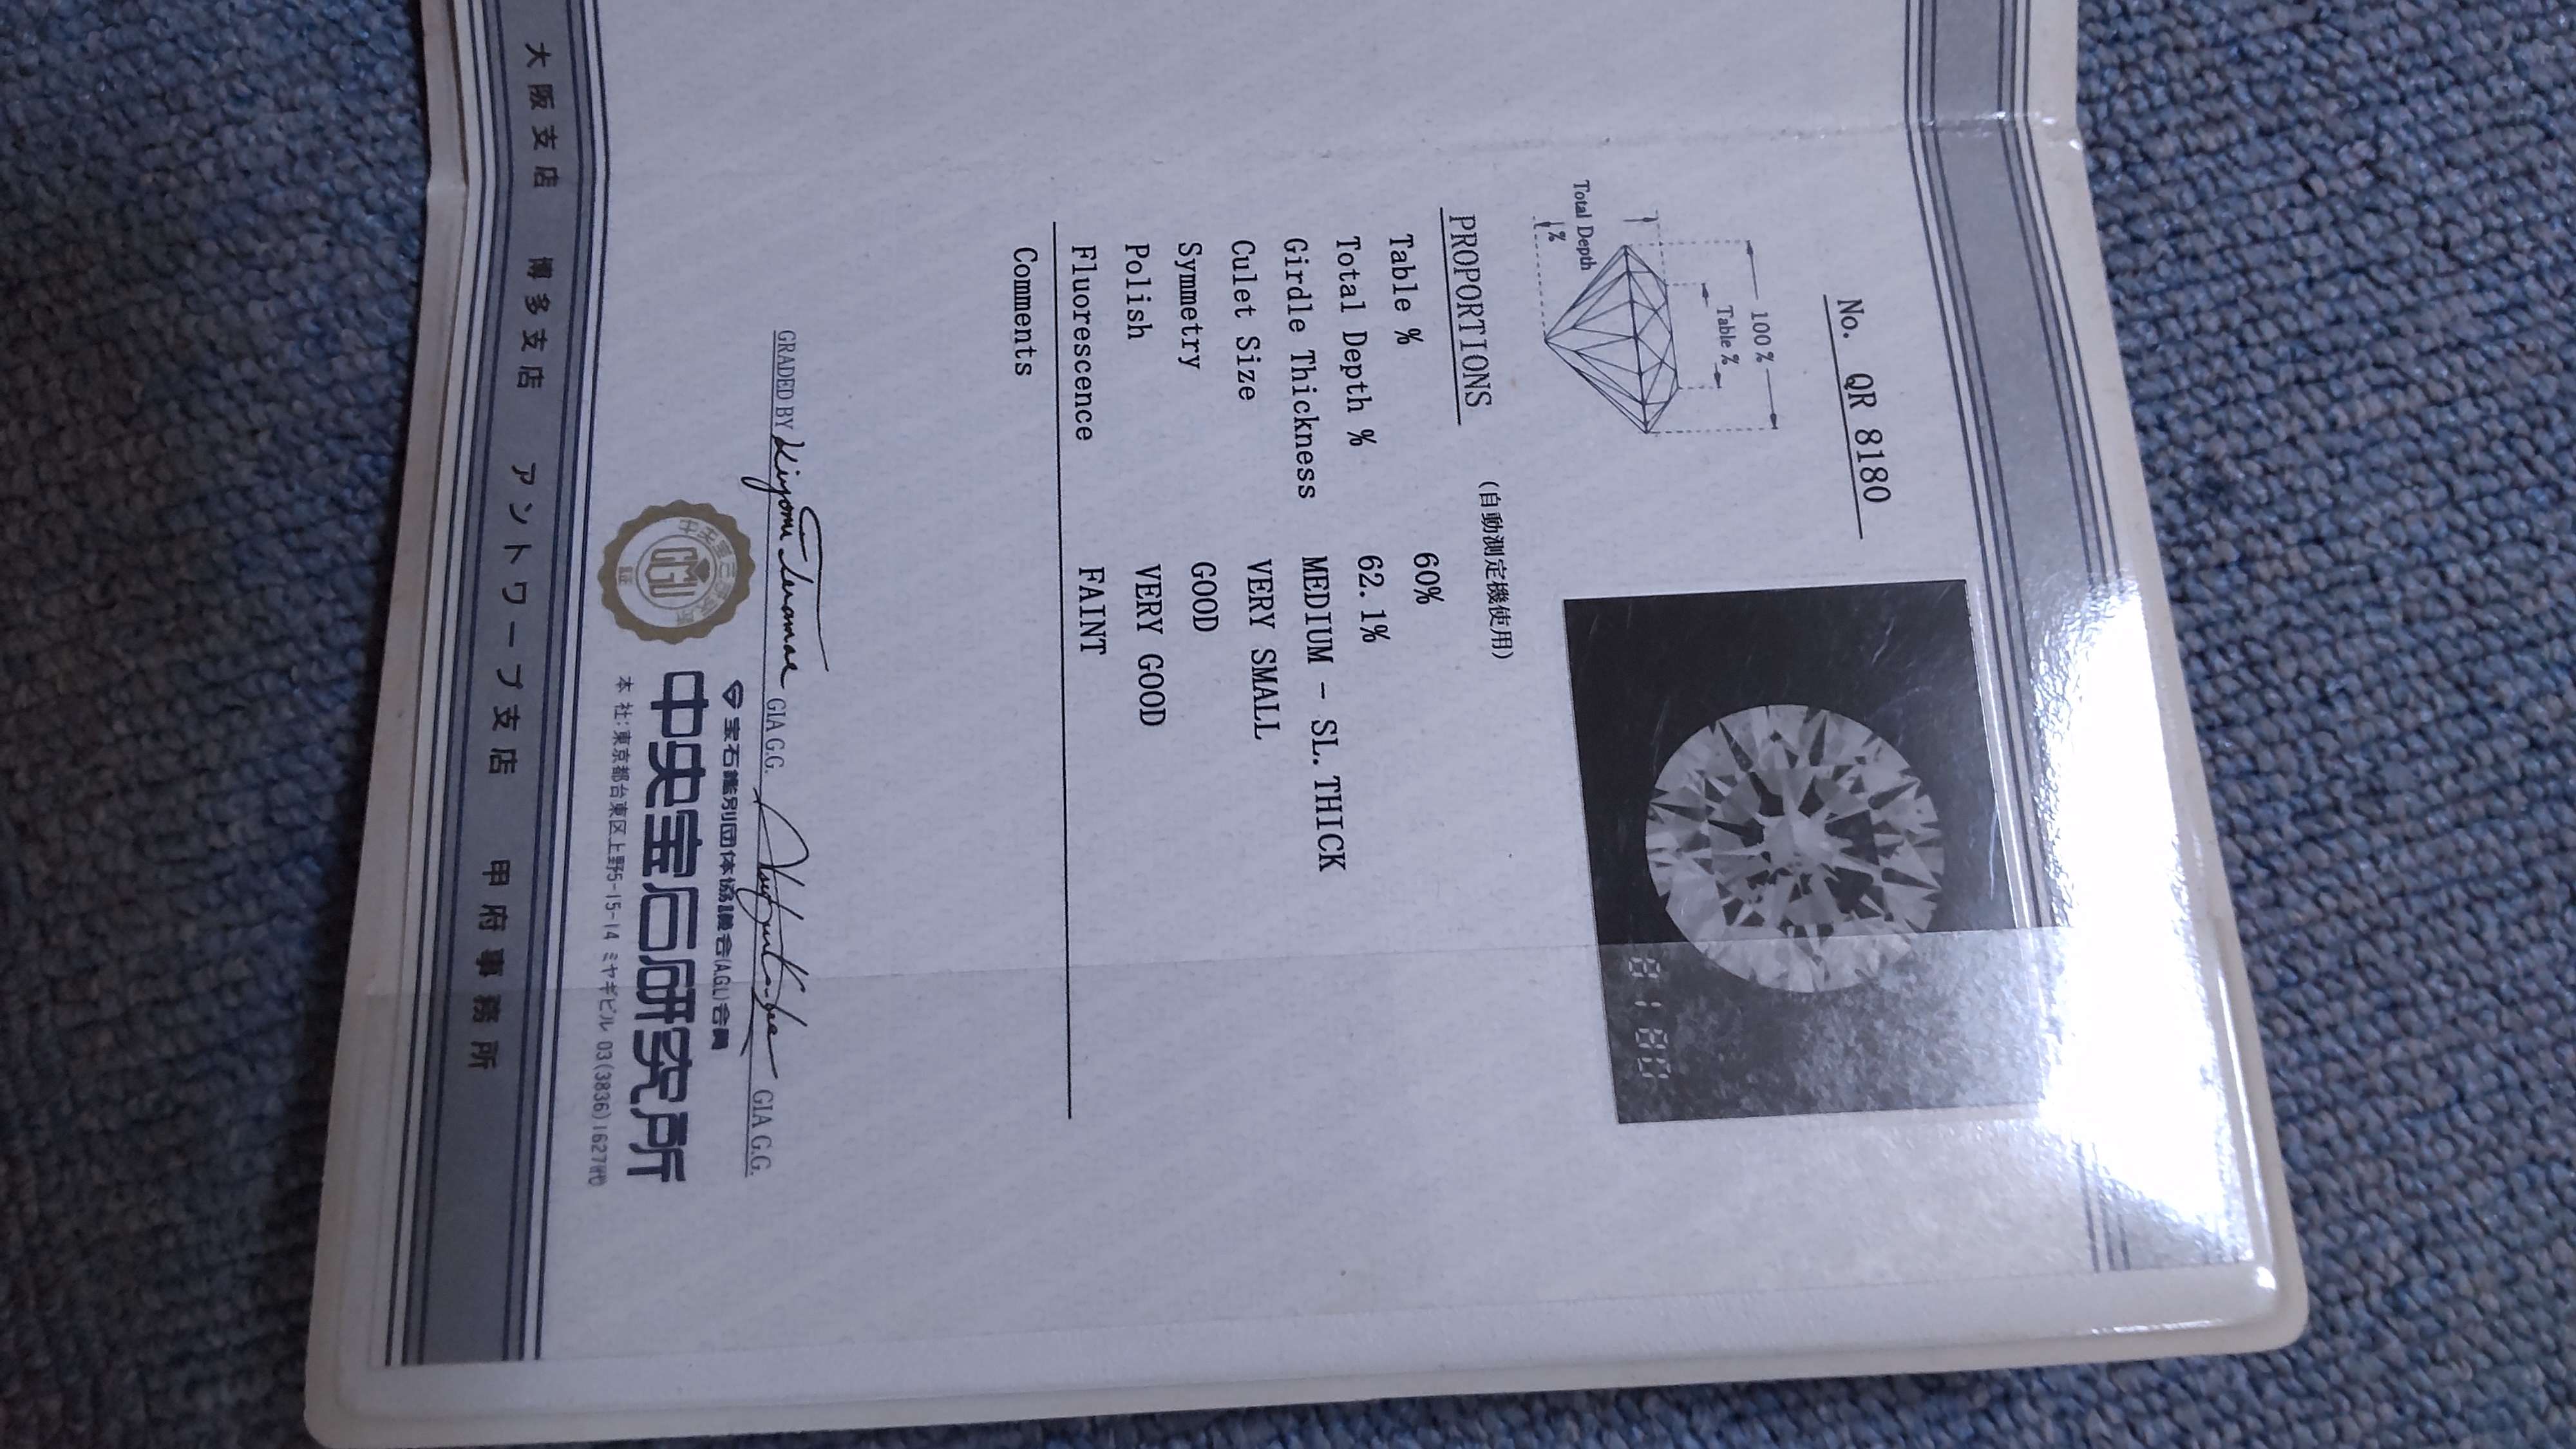 No. QR 8180
100%
Table %
Total Depth
%
8180
PROPORTIONS (自動測定機使用)
Table % 60%
Total Depth % 62.1%
Girdle Thickness MEDIUM - SL. THICK
Culet Size VERY SMALL
Symmetry GOOD
Polish VERY GOOD
Fluorescence FAINT
Comments
GRADED BY GIA G.G. GIA G.G.
宝石鑑別団体協議会(A.G.L)会員
中央宝石研究所
本 社:東京都台東区上野5-15-14 ミヤギビル 03(3836)1627㈹
大阪支店 博多支店 アントワープ支店 甲府事務所